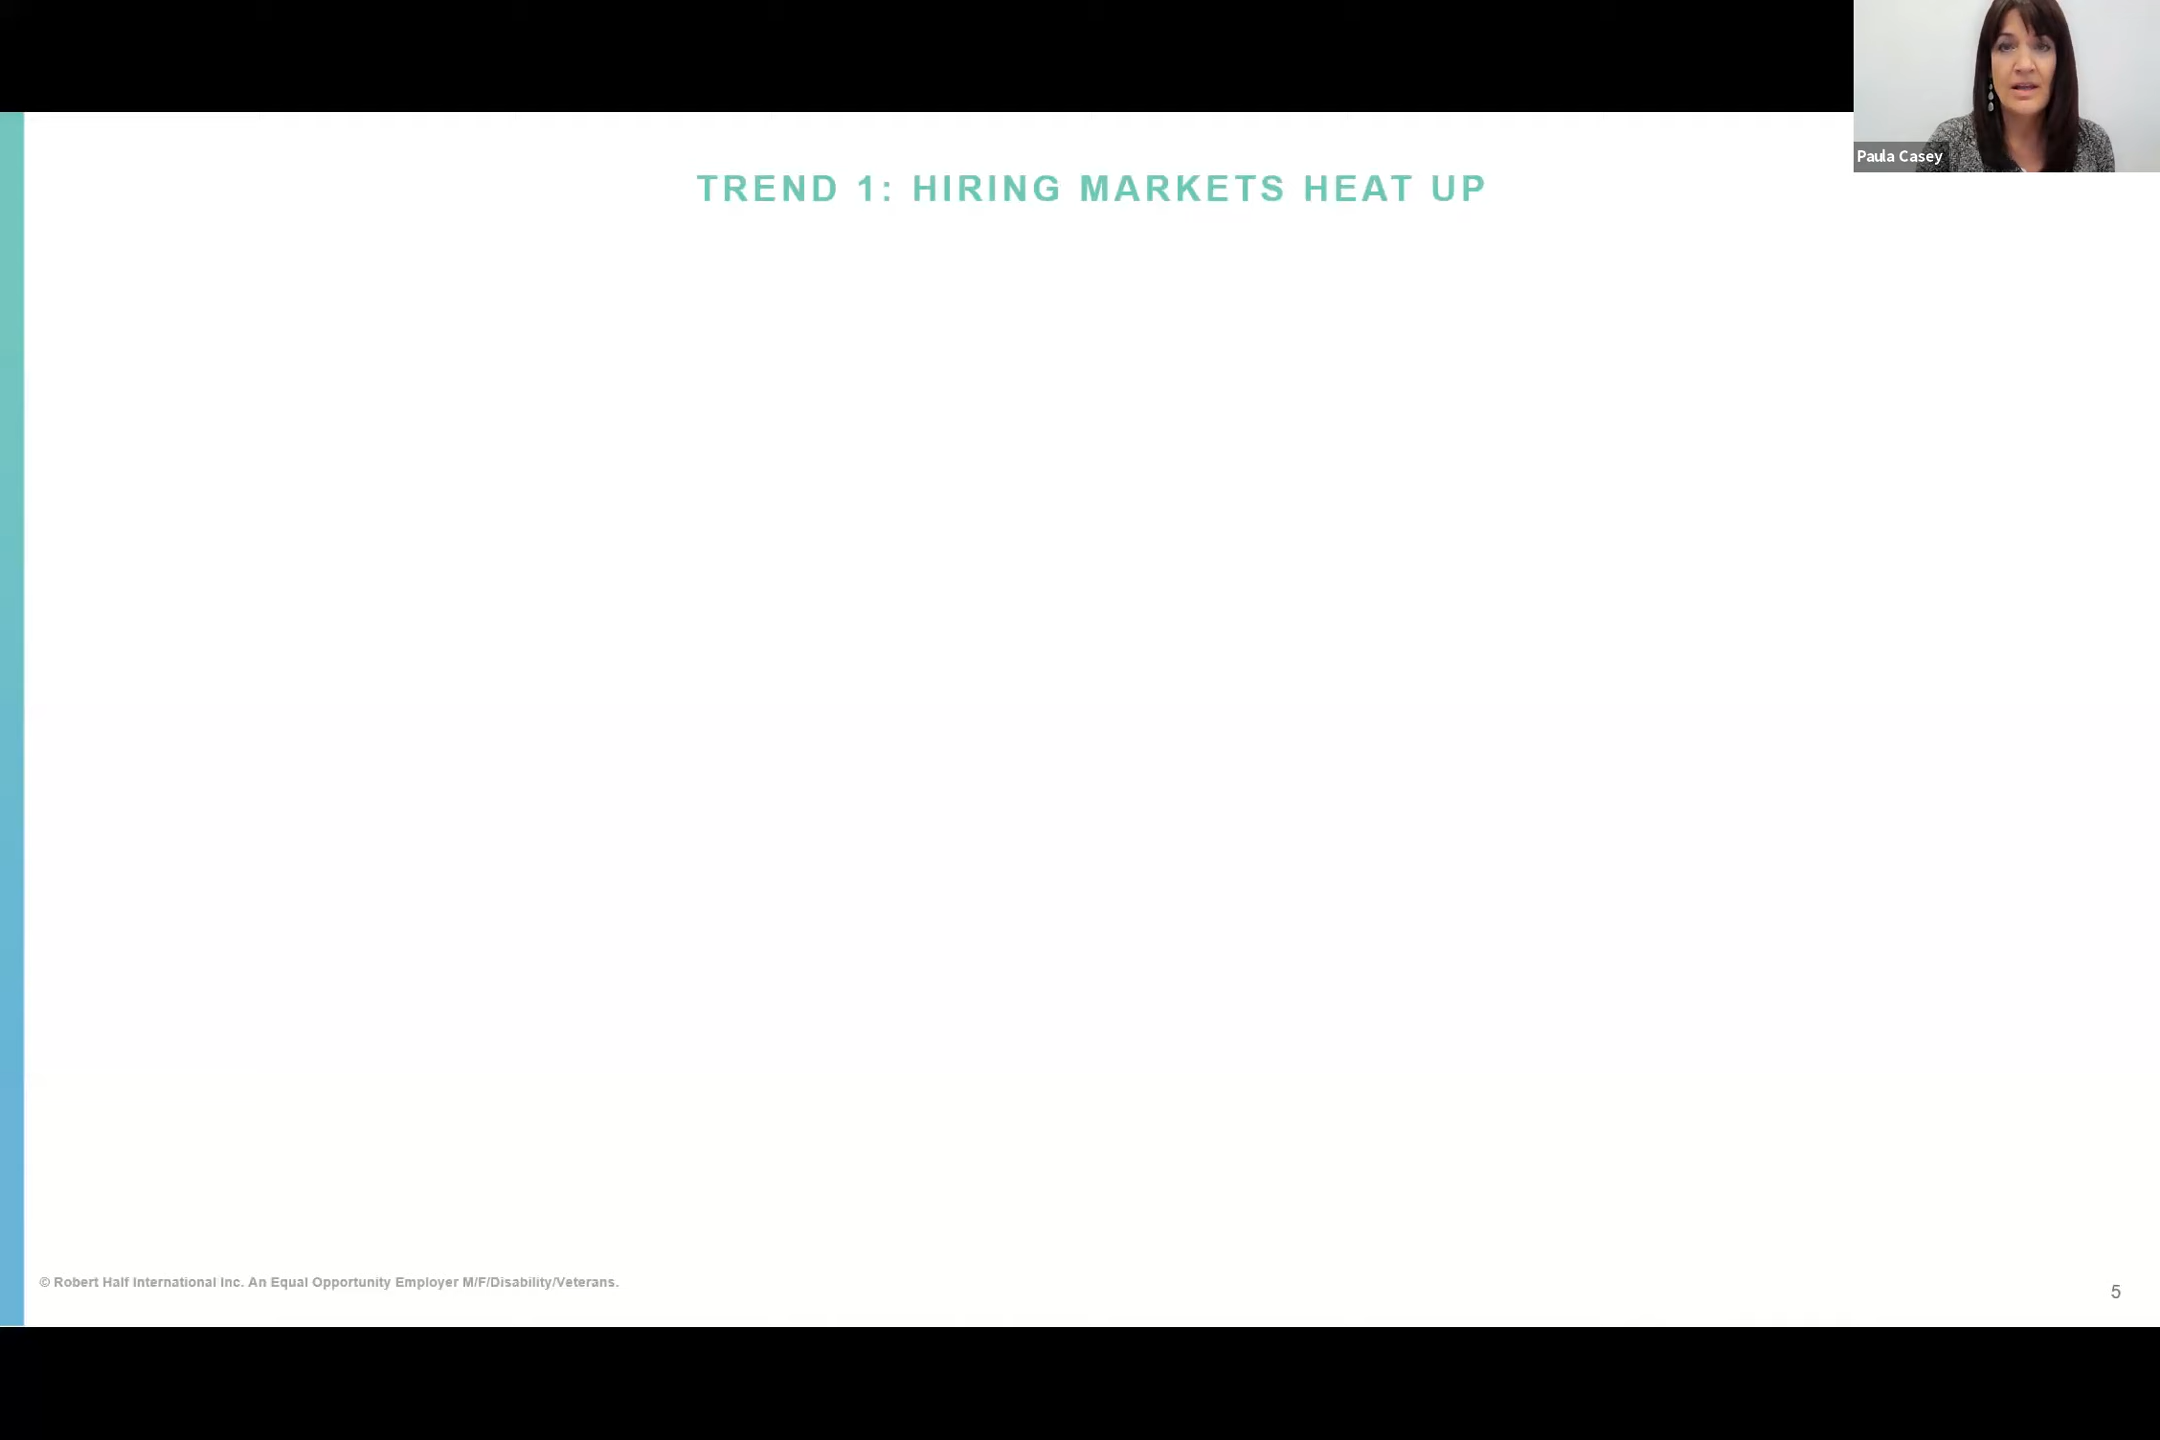 Paula Casey
TREND 1: HIRING MARKETS HEAT UP
© Robert Half International Inc. An Equal Opportunity Employer M/F/Disability/Veterans.
5